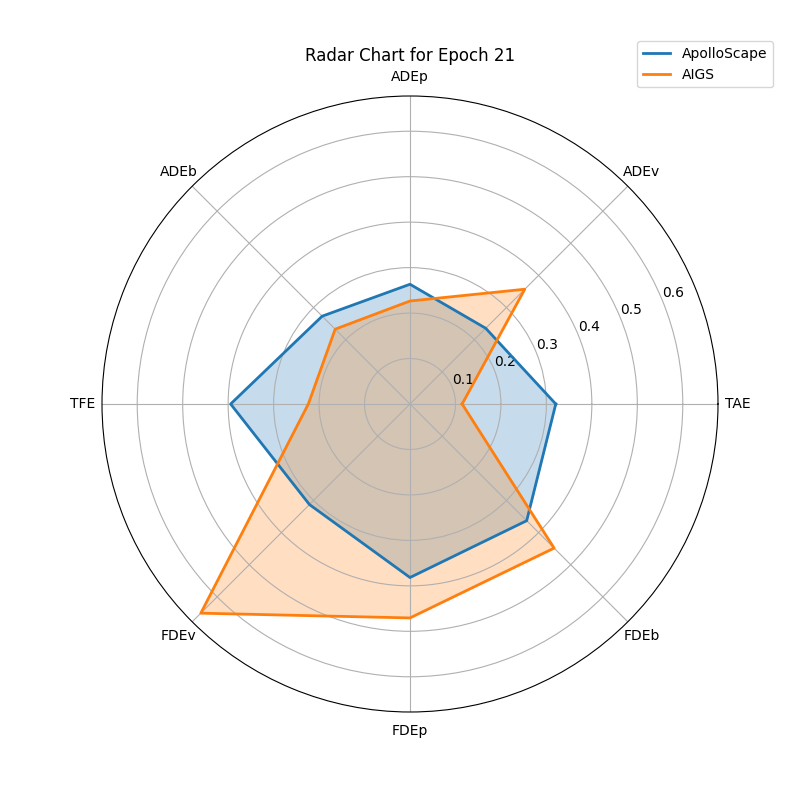 Radar Chart for Epoch 21
ApolloScape
AIGS
ADEp
ADEb
ADEv
0.6
0.5
0.4
0.3
0.2
0.1
TFE
TAE
FDEv
FDEb
FDEp